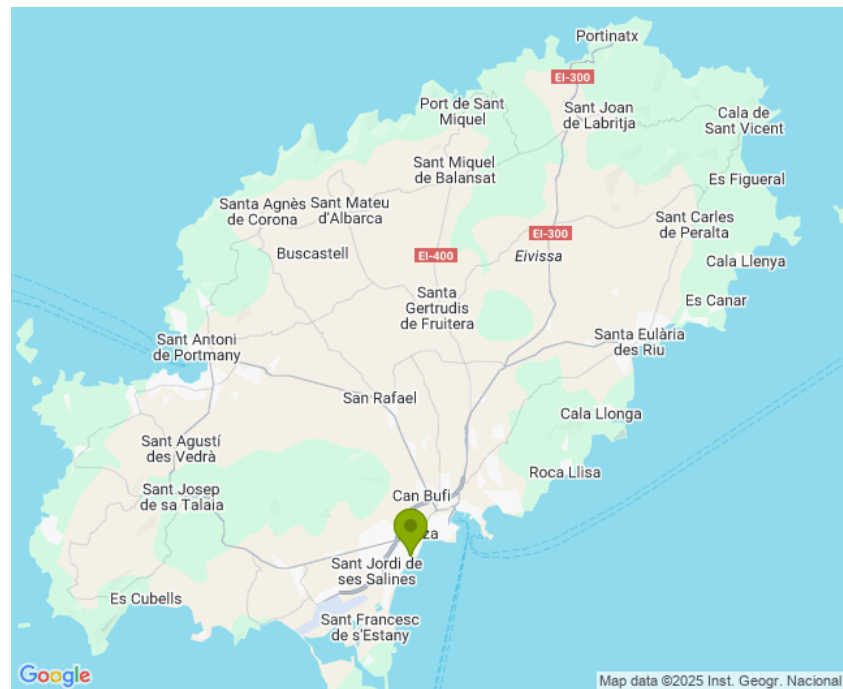 Portinatx
EI-300
Port de Sant
Miquel
Sant Joan
de Labritja
Cala de
Sant Vicent
Sant Miquel
de Balansat
Es Figueral
Santa Agnès
de Corona
Sant Mateu
d'Albarca
Sant Carles
de Peralta
EI-300
Buscastell
EI-400
Eivissa
Cala Llenya
Santa
Gertrudis
de Fruitera
Es Canar
Sant Antoni
de Portmany
Santa Eulària
des Riu
San Rafael
Cala Llonga
Sant Agustí
des Vedrà
Roca Llisa
Sant Josep
de sa Talaia
Can Bufi
za
Sant Jordi de
ses Salines
Es Cubells
Sant Francesc
de s'Estany
Google
Map data ©2025 Inst. Geogr. Nacional